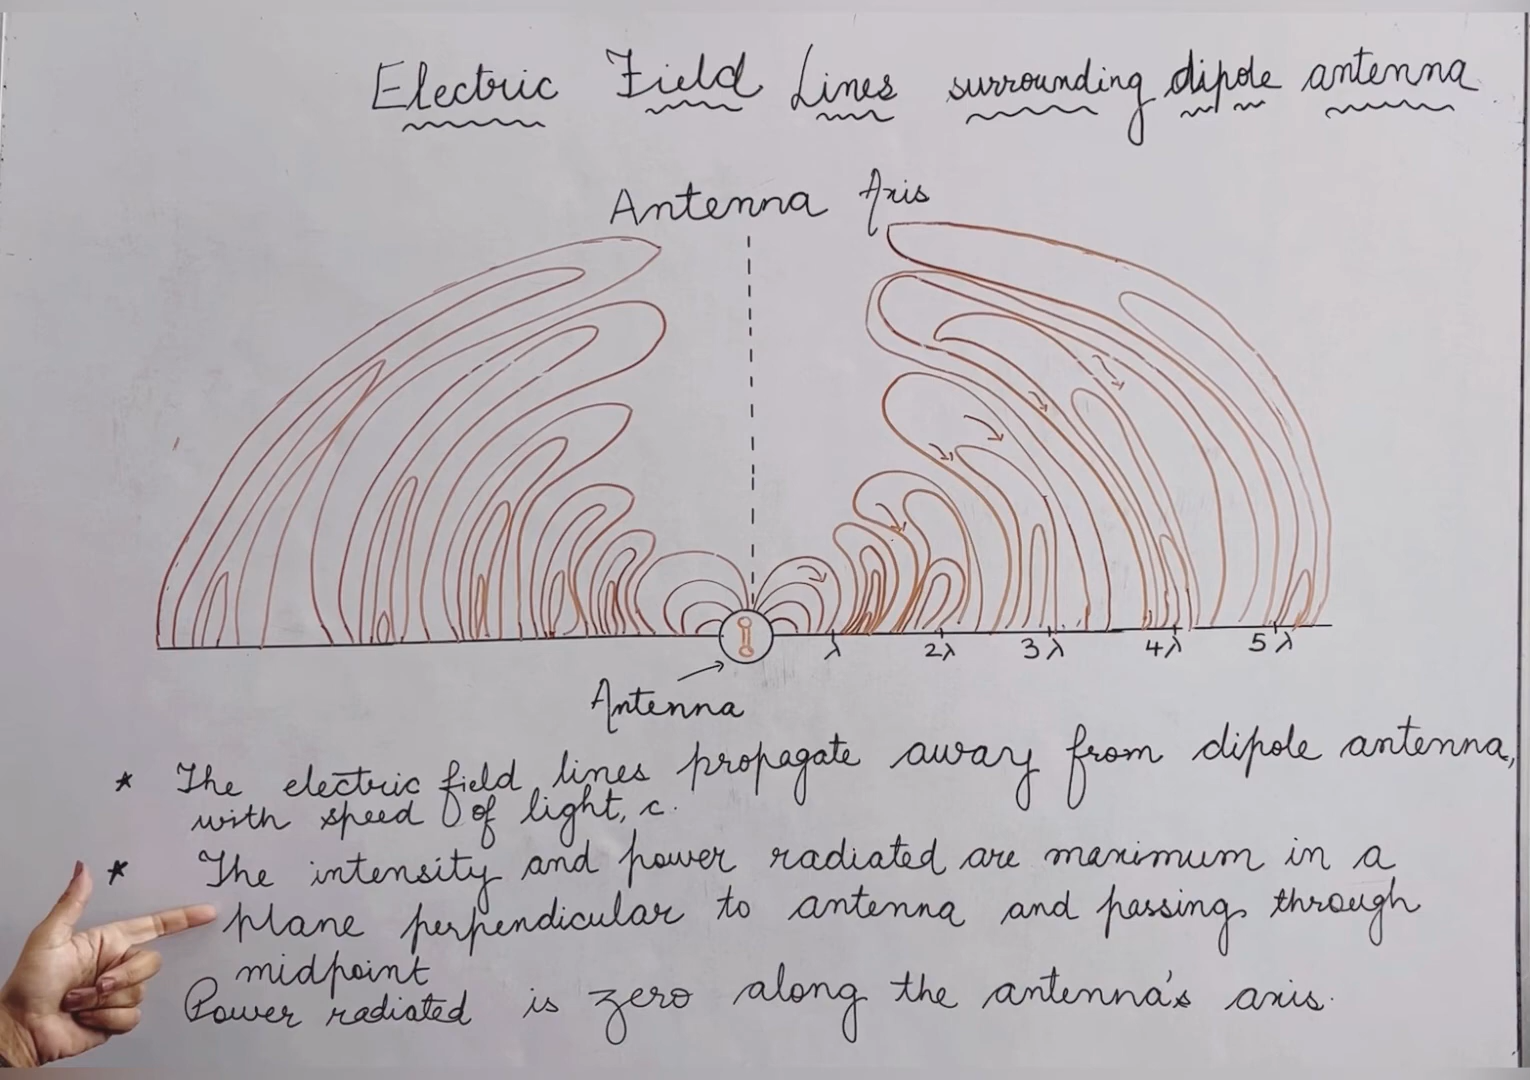 Electric Field Lines surrounding dipole antenna
Antenna Axis
λ 2λ 3λ 4λ 5λ
Antenna
* The electric field lines propagate away from dipole antenna,
with speed of light, c.
* The intensity and power radiated are maximum in a
plane perpendicular to antenna and passing through
midpoint
Power radiated is zero along the antenna's axis.